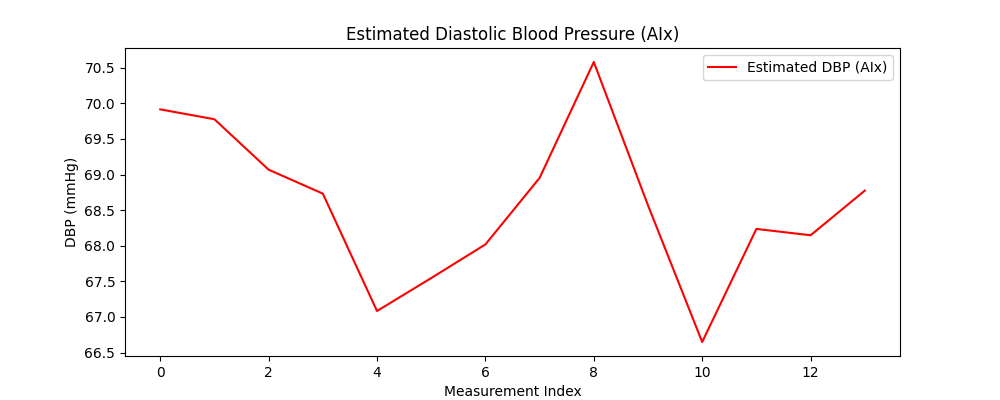 Estimated Diastolic Blood Pressure (AIx)
Estimated DBP (AIx)
DBP (mmHg)
70.5
70.0
69.5
69.0
68.5
68.0
67.5
67.0
66.5
0 2 4 6 8 10 12
Measurement Index